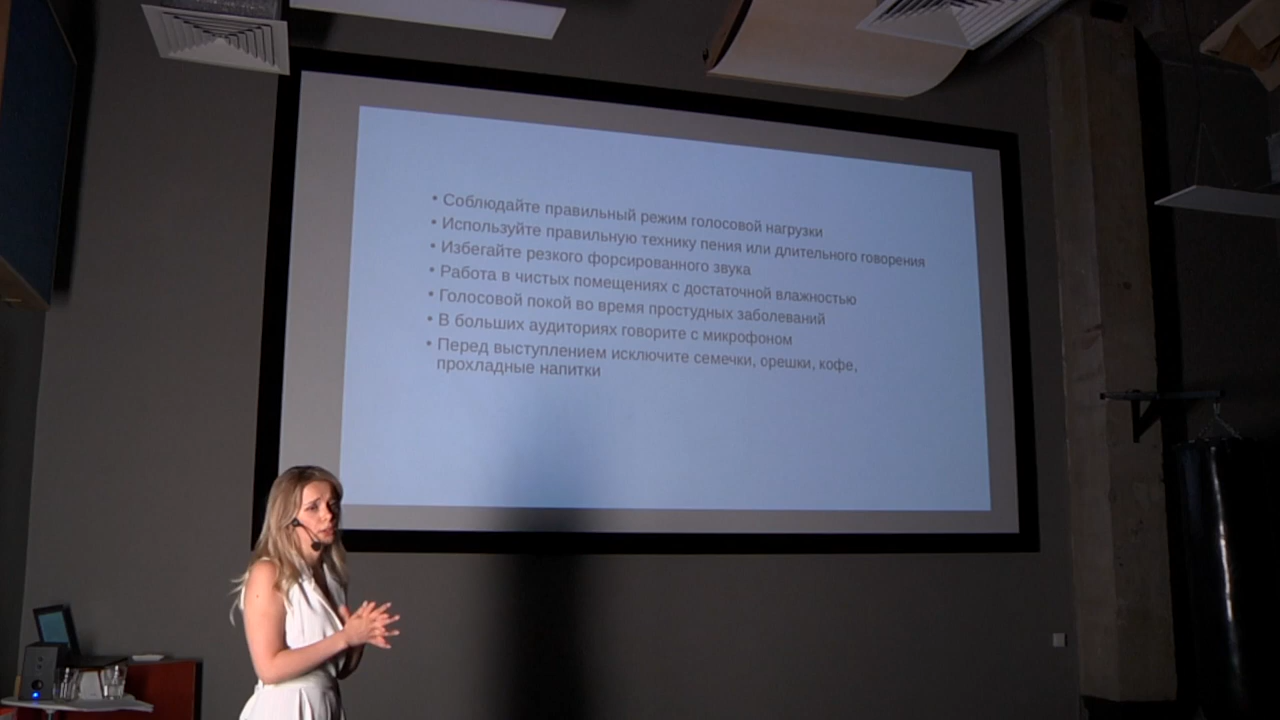 • Соблюдайте правильный режим голосовой нагрузки
• Используйте правильную технику пения или длительного говорения
• Избегайте резкого форсированного звука
• Работа в чистых помещениях с достаточной влажностью
• Голосовой покой во время простудных заболеваний
• В больших аудиториях говорите с микрофоном
• Перед выступлением исключите семечки, орешки, кофе,
прохладные напитки